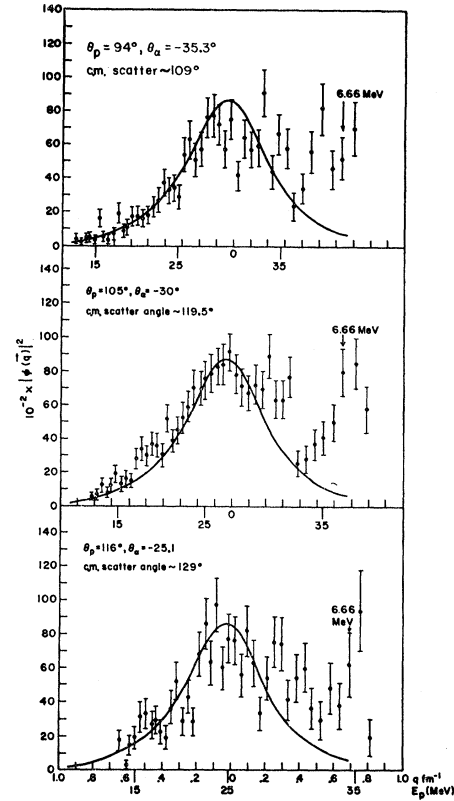 140
120
θp = 94°, θα = -35.3°
100
c.m. scatter ~109°
6.66 MeV
80
60
40
20
0
15 25 0 35
140
120
θp = 105°, θα = -30°
c.m. scatter angle ~119.5°
100
6.66 MeV
80
60
40
20
0
10⁻² × |ϕ(q⃗)|²
15 25 0 35
140
120
θp = 116°, θα = -25.1
c.m. scatter angle ~ 129°
100
6.66
MeV
80
60
40
20
0
1.0 .8 .6 .4 .2 0 .2 .4 .6 .8 1.0 q fm⁻¹
15 25 35 Ep (MeV)